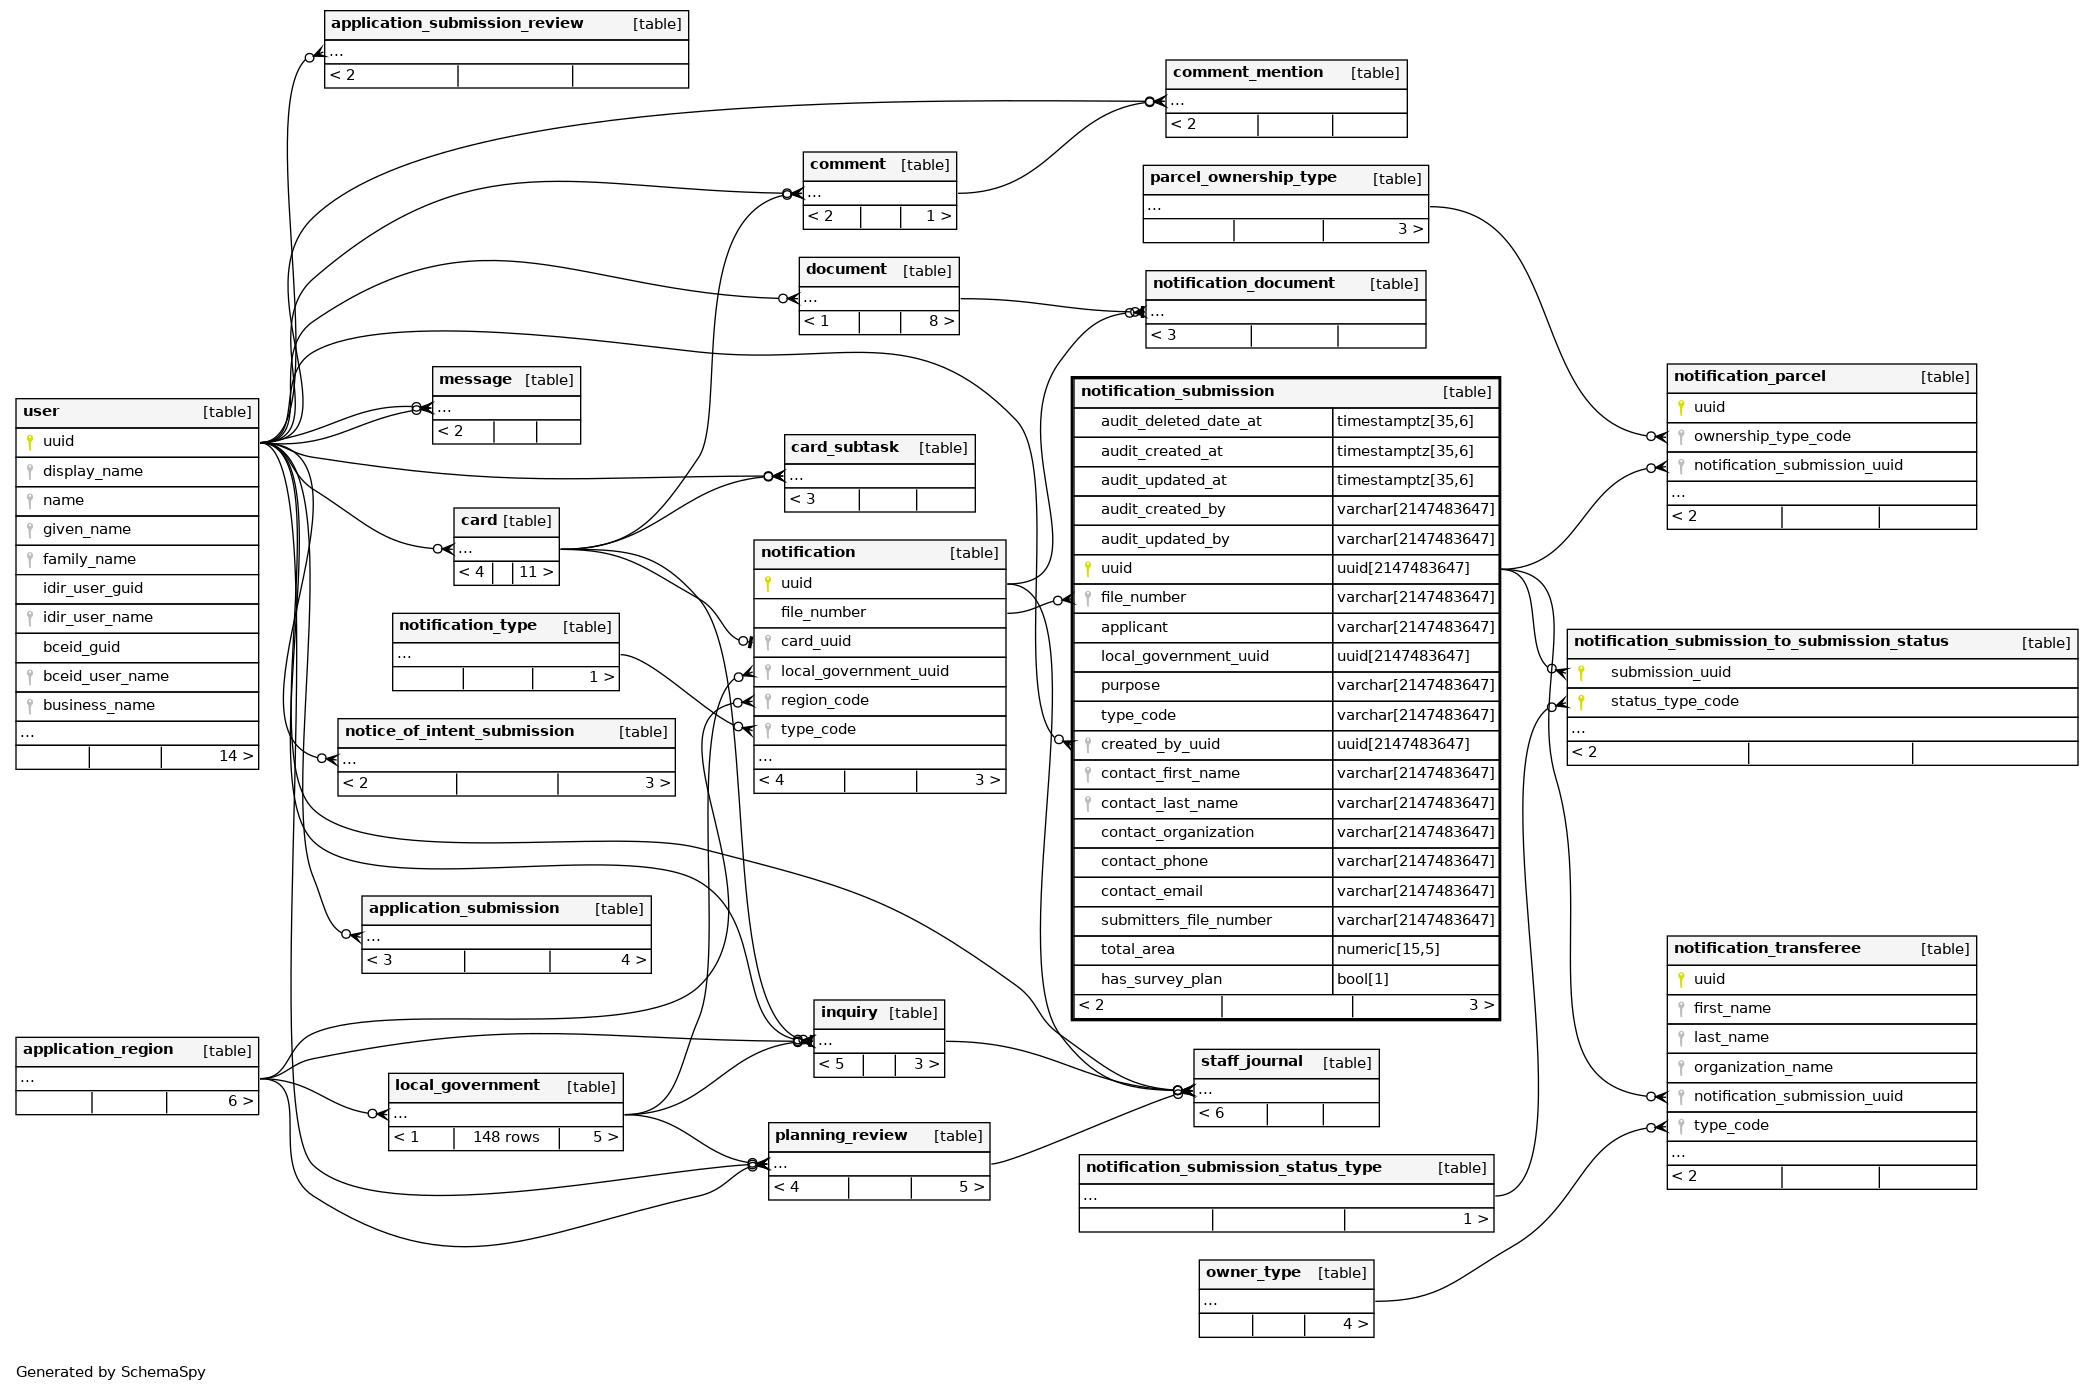 application_submission_review [table]
...
< 2
comment_mention [table]
...
< 2
comment [table]
...
< 2 1 >
parcel_ownership_type [table]
...
3 >
document [table]
...
< 1 8 >
notification_document [table]
...
< 3
message [table]
...
< 2
user [table]
uuid
display_name
name
given_name
family_name
idir_user_guid
idir_user_name
bceid_guid
bceid_user_name
business_name
...
14 >
card_subtask [table]
...
< 3
card [table]
...
< 4 11 >
notification_type [table]
...
1 >
notice_of_intent_submission [table]
...
< 2 3 >
notification [table]
uuid
file_number
card_uuid
local_government_uuid
region_code
type_code
...
< 4 3 >
notification_submission [table]
audit_deleted_date_at timestamptz[35,6]
audit_created_at timestamptz[35,6]
audit_updated_at timestamptz[35,6]
audit_created_by varchar[2147483647]
audit_updated_by varchar[2147483647]
uuid uuid[2147483647]
file_number varchar[2147483647]
applicant varchar[2147483647]
local_government_uuid uuid[2147483647]
purpose varchar[2147483647]
type_code varchar[2147483647]
created_by_uuid uuid[2147483647]
contact_first_name varchar[2147483647]
contact_last_name varchar[2147483647]
contact_organization varchar[2147483647]
contact_phone varchar[2147483647]
contact_email varchar[2147483647]
submitters_file_number varchar[2147483647]
total_area numeric[15,5]
has_survey_plan bool[1]
< 2 3 >
notification_parcel [table]
uuid
ownership_type_code
notification_submission_uuid
...
< 2
notification_submission_to_submission_status [table]
submission_uuid
status_type_code
...
< 2
notification_transferee [table]
uuid
first_name
last_name
organization_name
notification_submission_uuid
type_code
...
< 2
application_submission [table]
...
< 3 4 >
application_region [table]
...
6 >
inquiry [table]
...
< 5 3 >
local_government [table]
...
< 1 148 rows 5 >
staff_journal [table]
...
< 6
planning_review [table]
...
< 4 5 >
notification_submission_status_type [table]
...
1 >
owner_type [table]
...
4 >
Generated by SchemaSpy